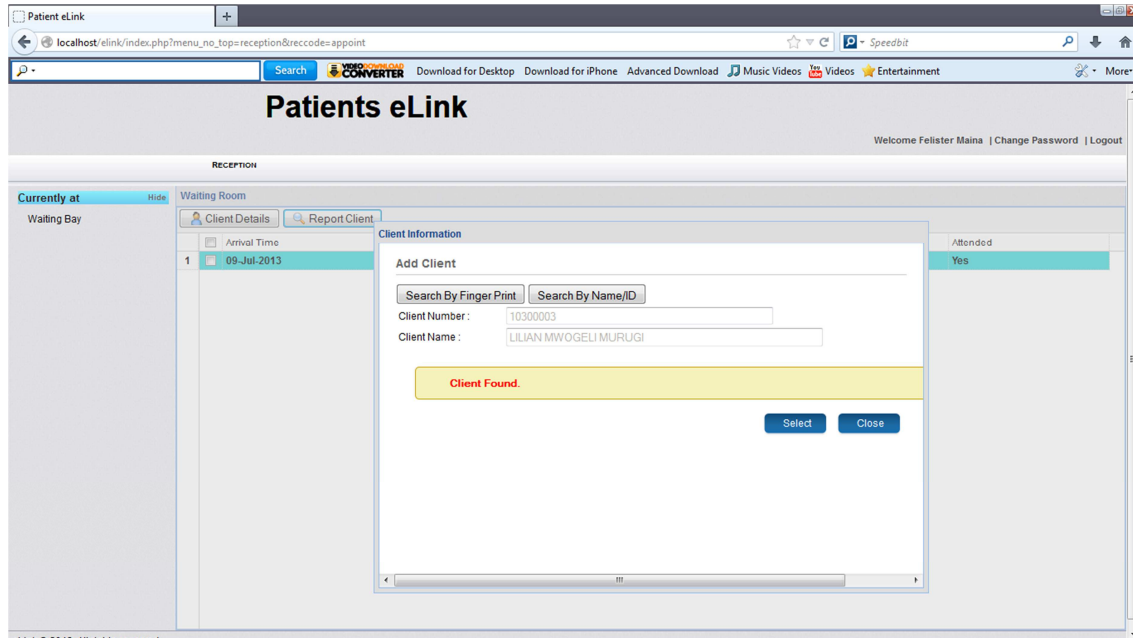 Patient eLink
+
localhost/elink/index.php?menu_no_top=reception&reccode=appoint
Speedbit
Search
VIDEO DOWNLOAD CONVERTER Download for Desktop Download for iPhone Advanced Download Music Videos You Tube Videos Entertainment More
Patients eLink
Welcome Felister Maina | Change Password | Logout
RECEPTION
Currently at Hide
Waiting Bay
Waiting Room
Client Details Report Client
Arrival Time Attended
1 09-Jul-2013 Yes
Client Information
Add Client
Search By Finger Print Search By Name/ID
Client Number : 10300003
Client Name : LILIAN MWOGELI MURUGI
Client Found.
Select Close